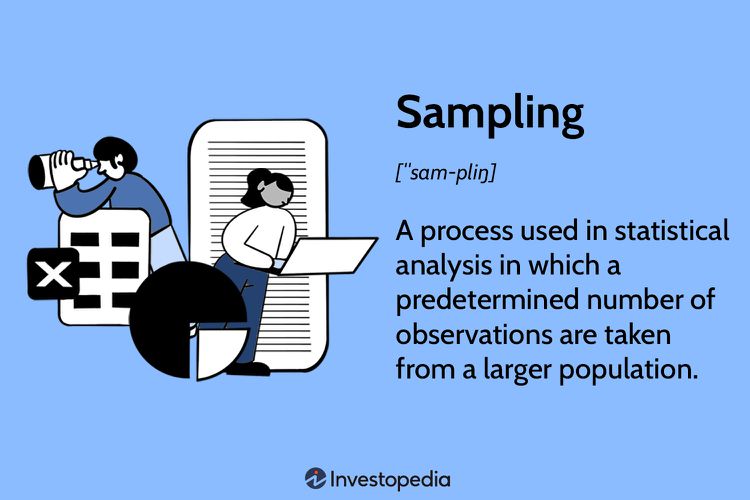 Sampling
["sam-pliŋ]
A process used in statistical
analysis in which a
predetermined number of
observations are taken
from a larger population.
X
Investopedia